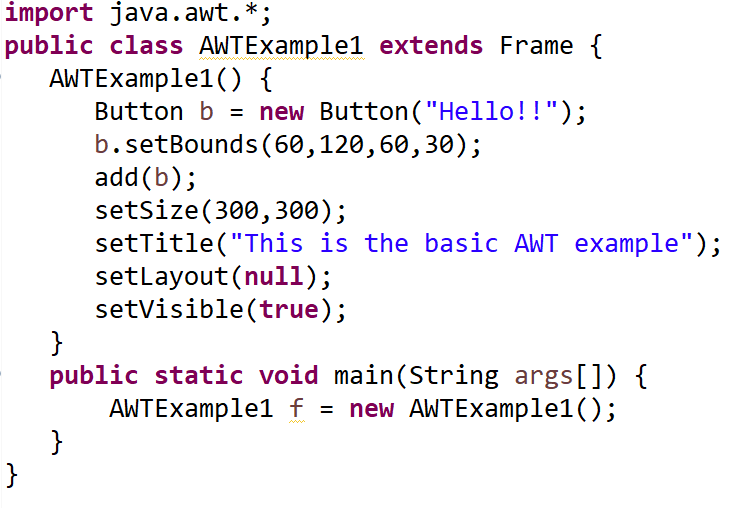 import java.awt.*;
public class AWTExample1 extends Frame {
   AWTExample1() {
      Button b = new Button("Hello!!");
      b.setBounds(60,120,60,30);
      add(b);
      setSize(300,300);
      setTitle("This is the basic AWT example");
      setLayout(null);
      setVisible(true);
   }
   public static void main(String args[]) {
       AWTExample1 f = new AWTExample1();
   }
}